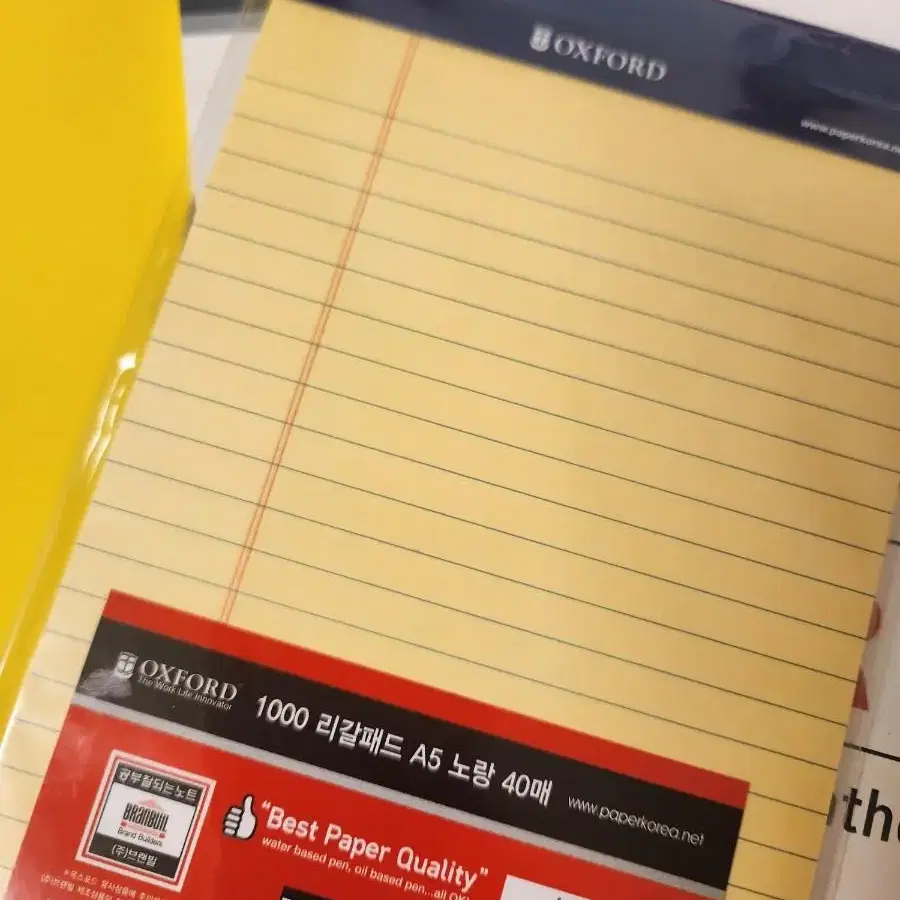 OXFORD
www.paperkorea.ne
OXFORD
The Work Life Innovator
1000 리갈패드 A5 노랑 40매
www.paperkorea.net
공부잘되는노트
BRANBUIL
Brand Builders
(주)브랜빌
"Best Paper Quality"
water based pen, oil based pen...all OK!
othe